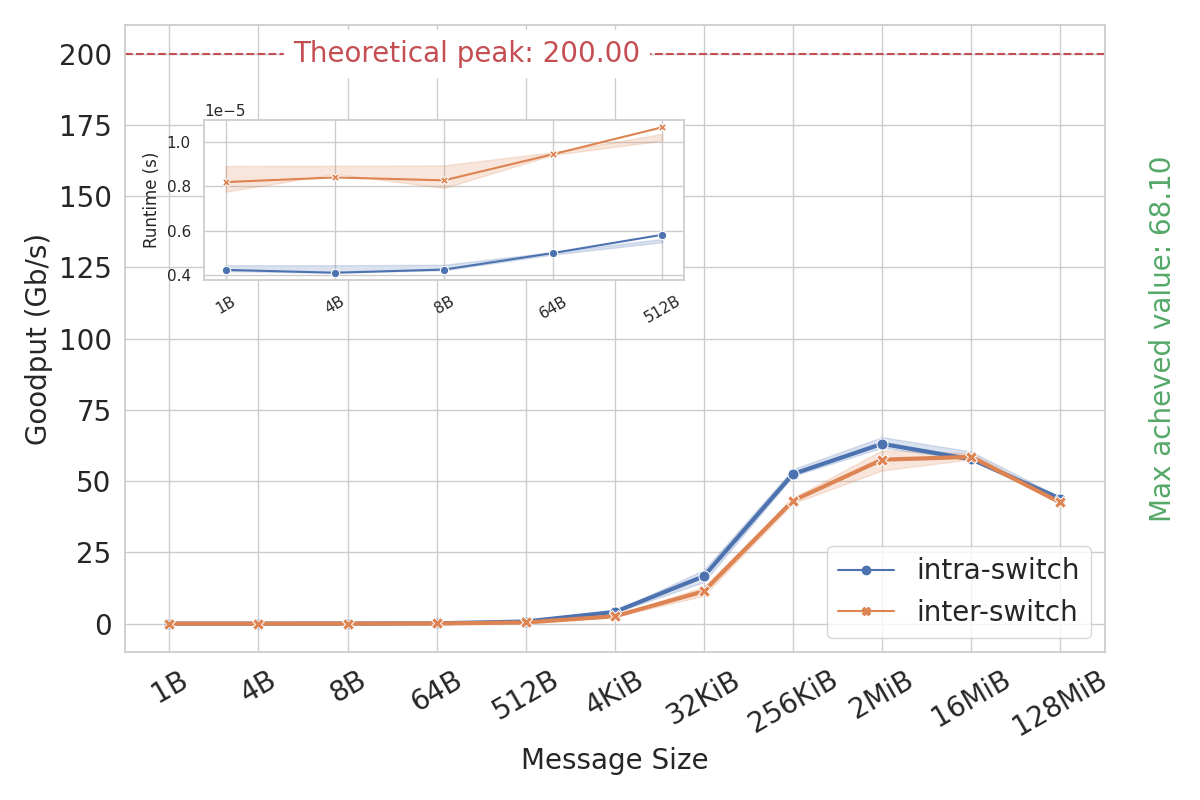 Theoretical peak: 200.00
Goodput (Gb/s)
200
175
150
125
100
75
50
25
0
1e−5
Runtime (s)
1.0
0.8
0.6
0.4
1B
4B
8B
64B
512B
intra-switch
inter-switch
1B
4B
8B
64B
512B
4KiB
32KiB
256KiB
2MiB
16MiB
128MiB
Message Size
Max acheved value: 68.10